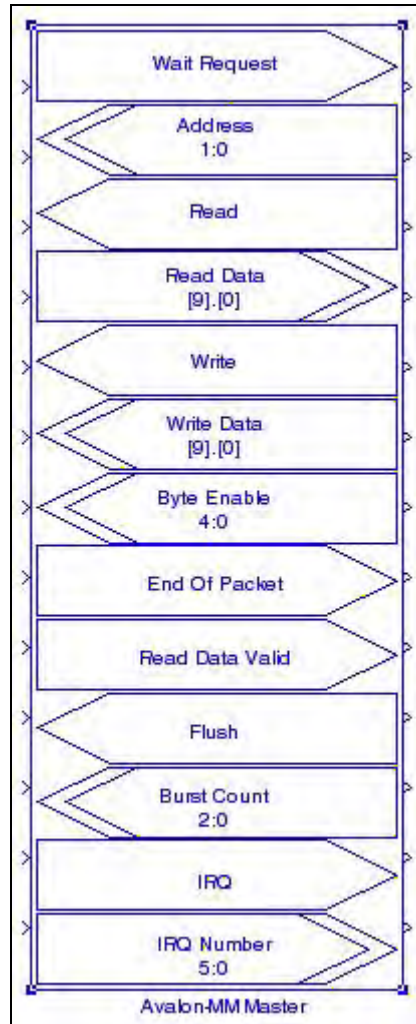 Wait Request
Address
1:0
Read
Read Data
[9].[0]
Write
Write Data
[9].[0]
Byte Enable
4:0
End Of Packet
Read Data Valid
Flush
Burst Count
2:0
IRQ
IRQ Number
5:0
Avalon-MM Master